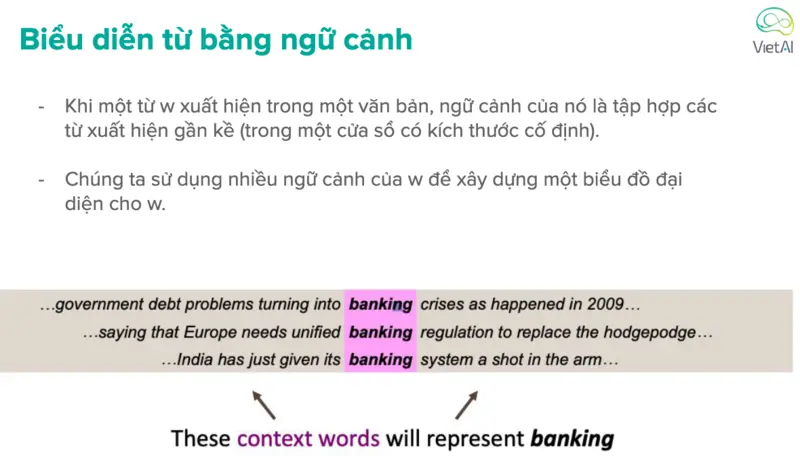 Biểu diễn từ bằng ngữ cảnh
VietAI
- Khi một từ w xuất hiện trong một văn bản, ngữ cảnh của nó là tập hợp các
từ xuất hiện gần kề (trong một cửa sổ có kích thước cố định).
- Chúng ta sử dụng nhiều ngữ cảnh của w để xây dựng một biểu đồ đại
diện cho w.
…government debt problems turning into banking crises as happened in 2009…
…saying that Europe needs unified banking regulation to replace the hodgepodge…
…India has just given its banking system a shot in the arm…
These context words will represent banking